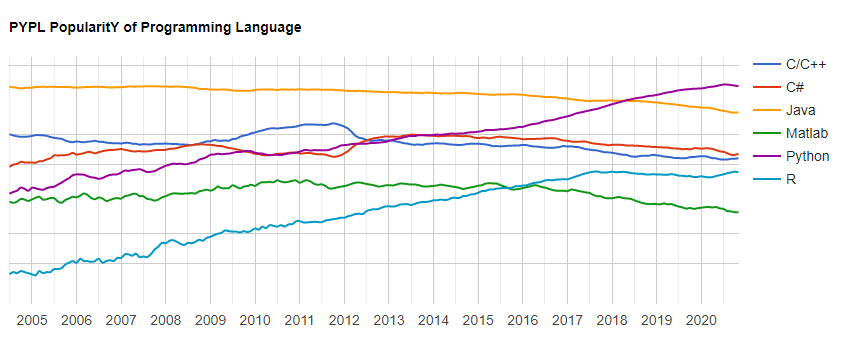 PYPL PopularitY of Programming Language
C/C++
C#
Java
Matlab
Python
R
2005 2006 2007 2008 2009 2010 2011 2012 2013 2014 2015 2016 2017 2018 2019 2020